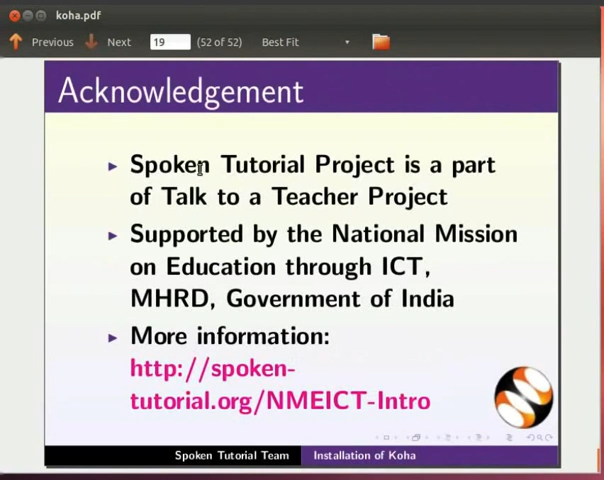 koha.pdf
Previous Next 19 (52 of 52) Best Fit
Acknowledgement
Spoken Tutorial Project is a part
of Talk to a Teacher Project
Supported by the National Mission
on Education through ICT,
MHRD, Government of India
More information:
http://spoken-
tutorial.org/NMEICT-Intro
Spoken Tutorial Team Installation of Koha